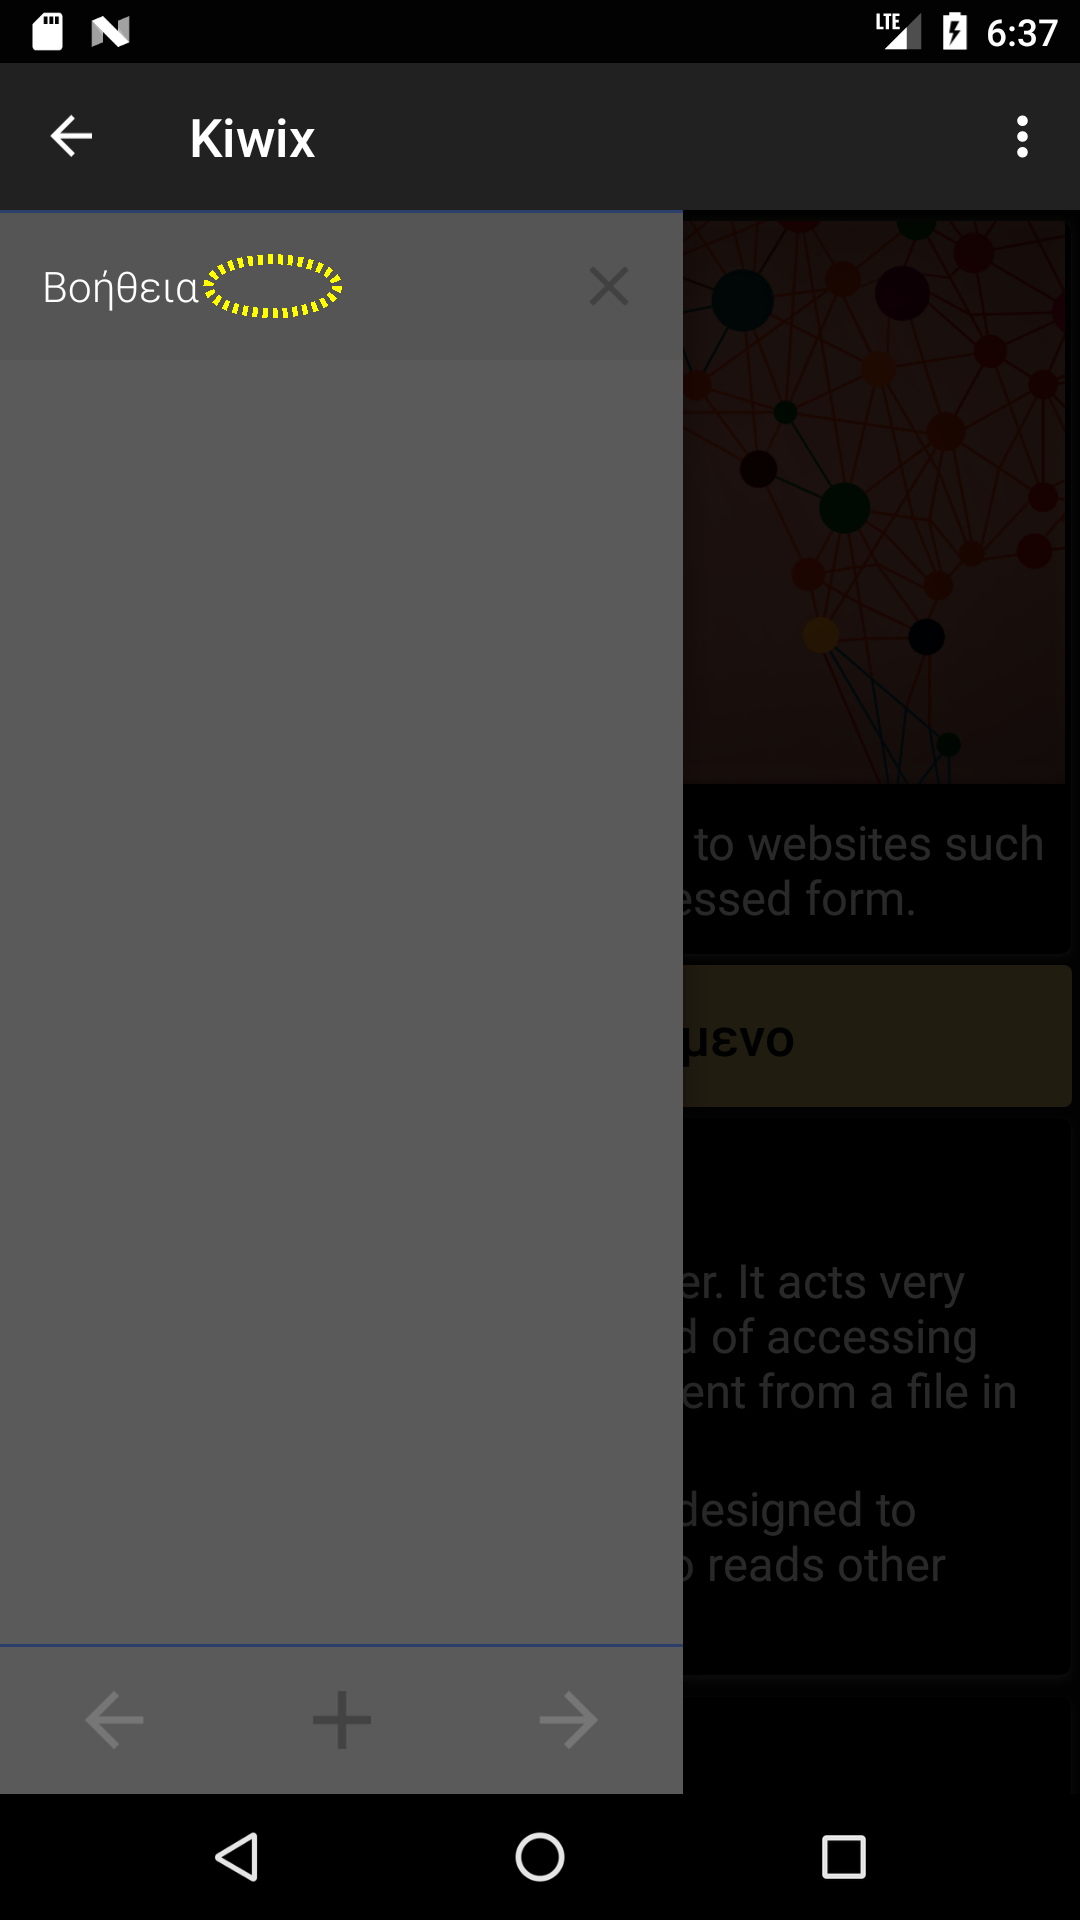 LTE 6:37
Kiwix
Βοήθεια
to websites such
essed form.
μενο
er. It acts very
d of accessing
ent from a file in
designed to
reads other